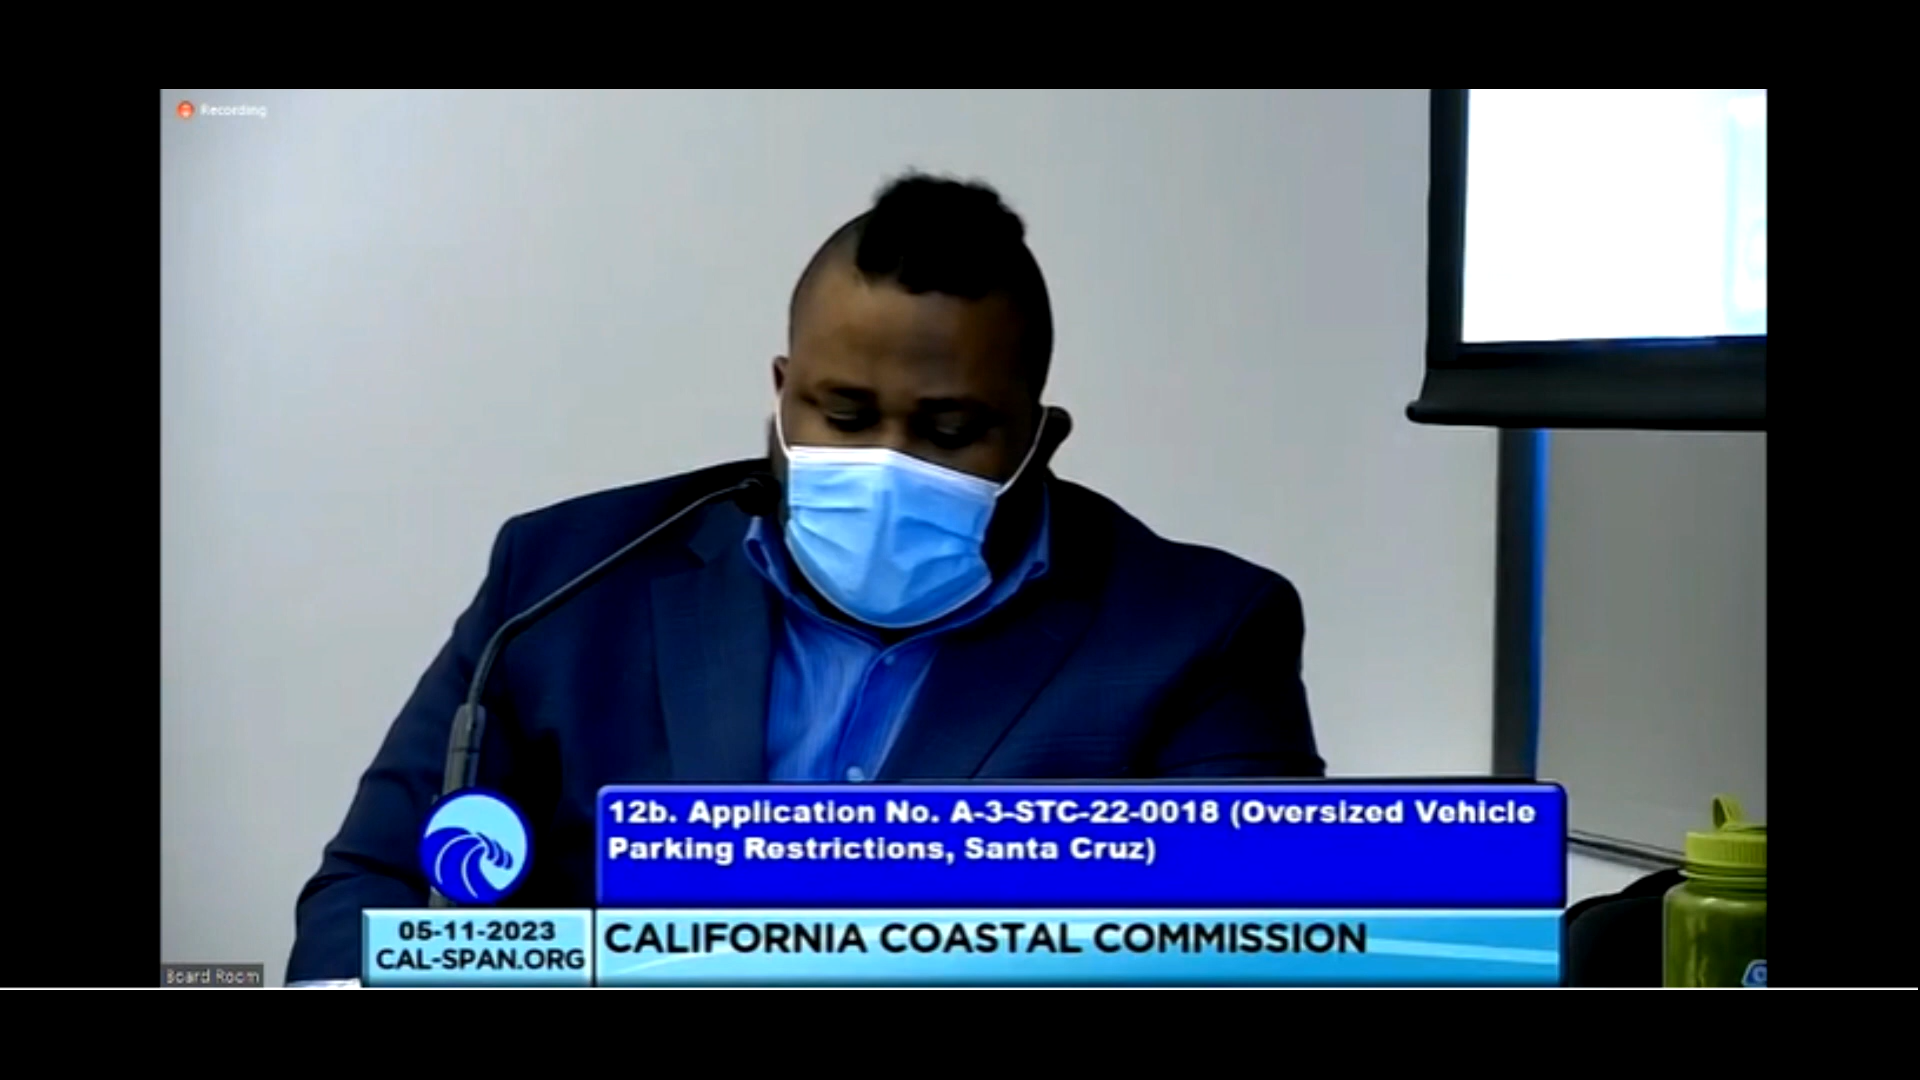 Recording
12b. Application No. A-3-STC-22-0018 (Oversized Vehicle
Parking Restrictions, Santa Cruz)
05-11-2023
CAL-SPAN.ORG
CALIFORNIA COASTAL COMMISSION
Board Room